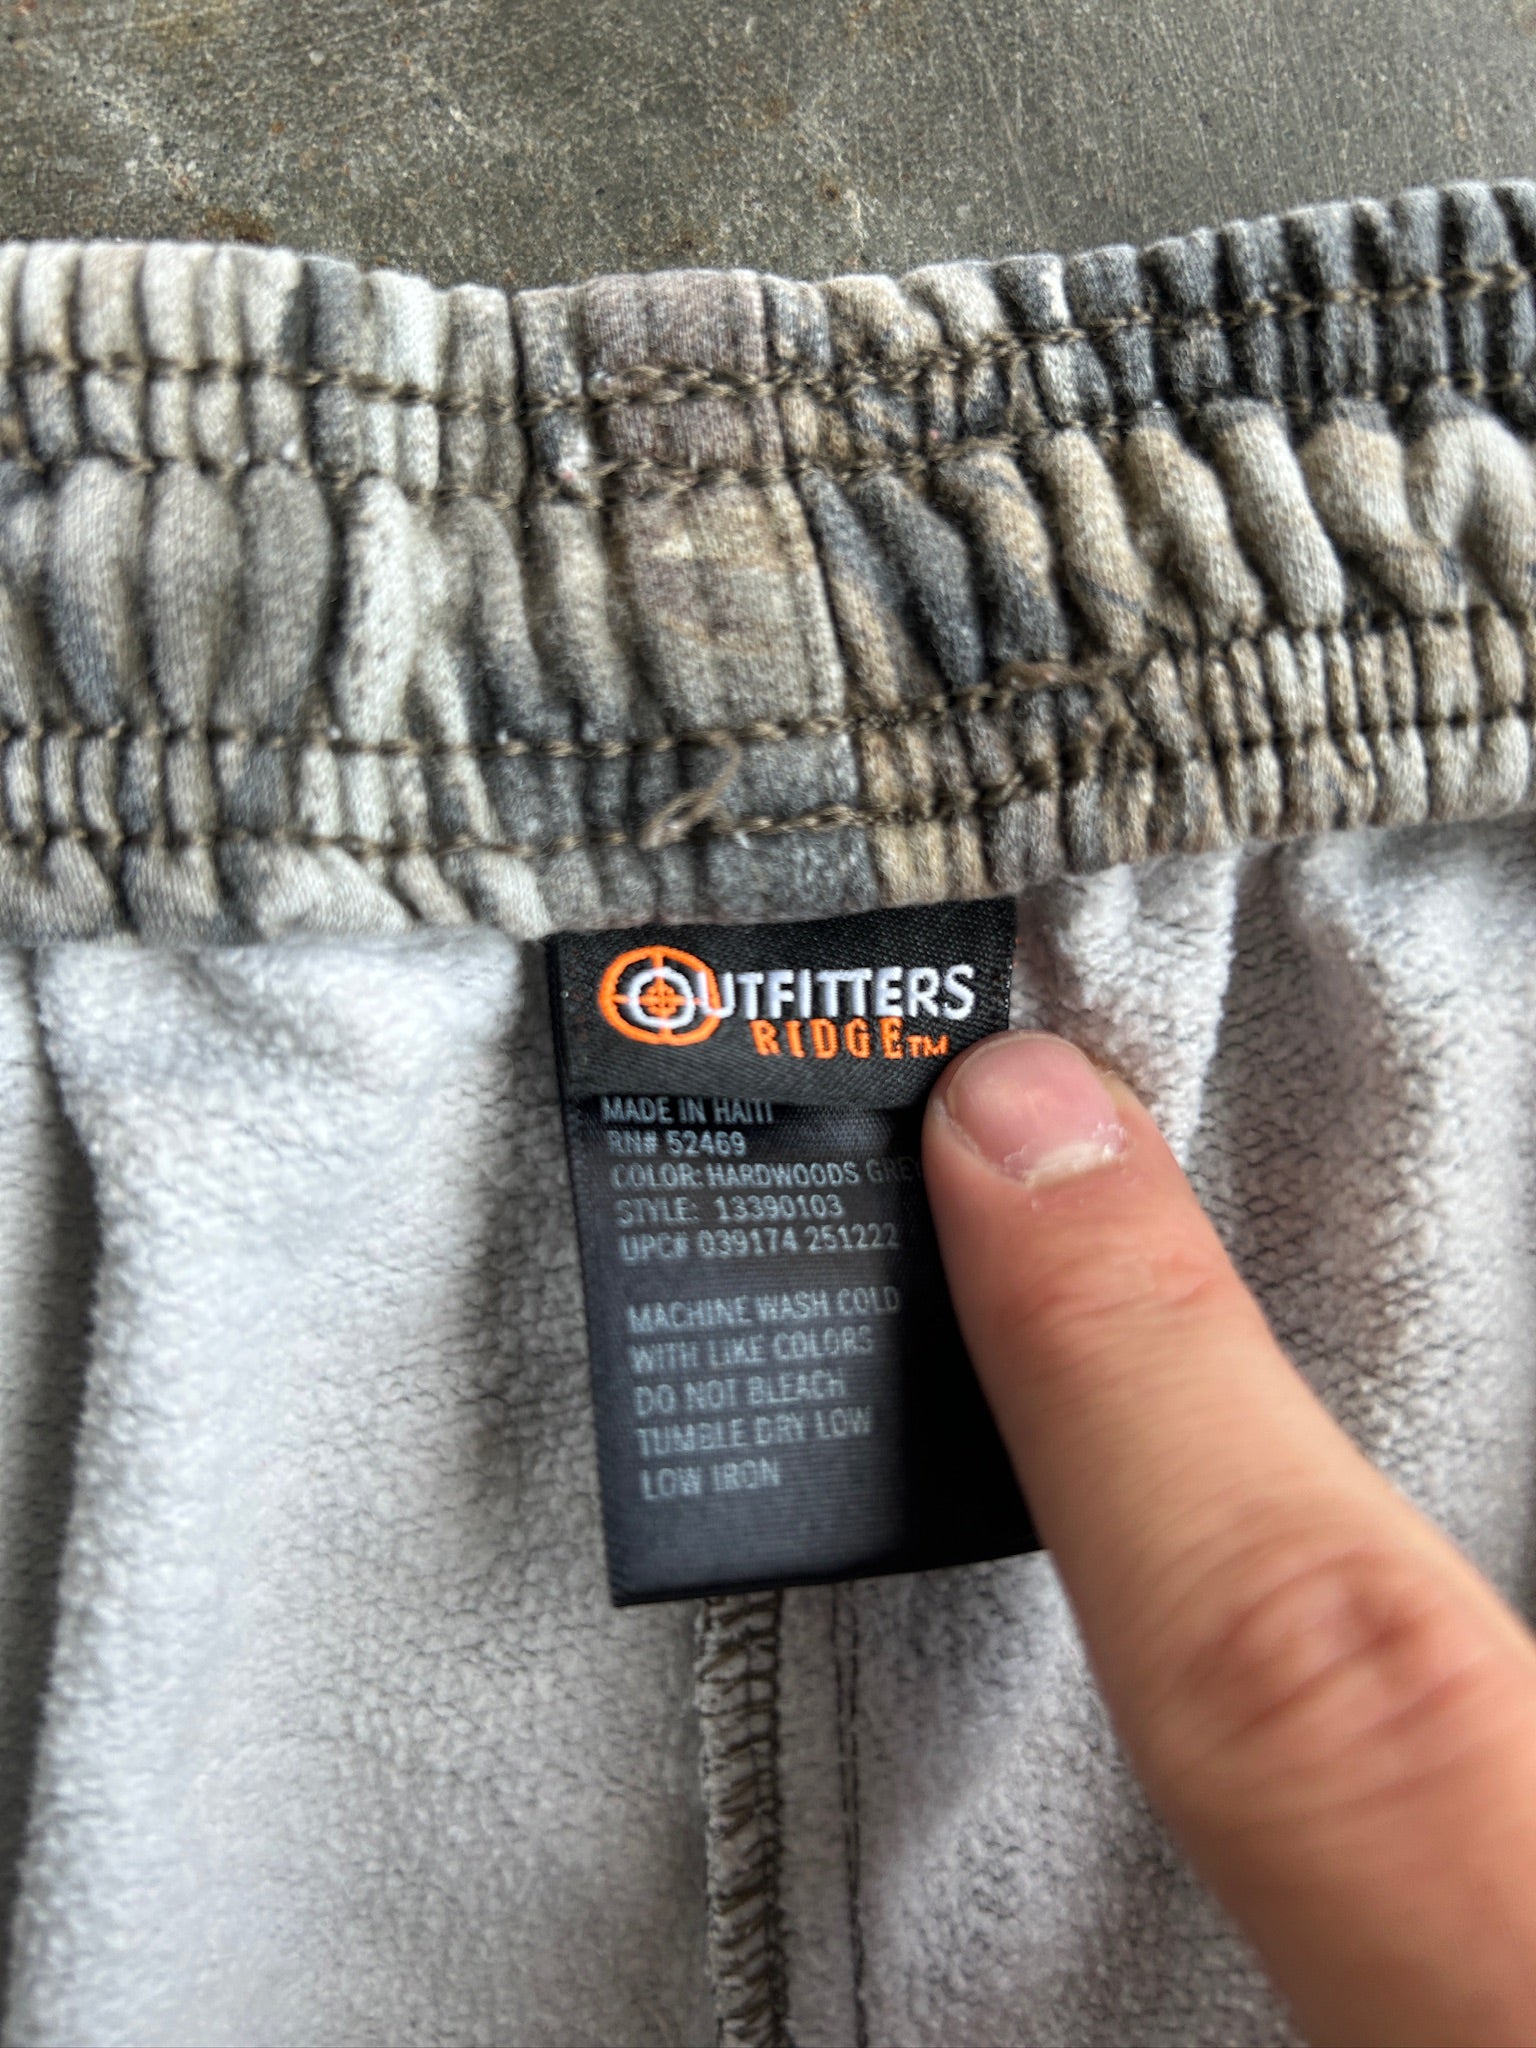 OUTFITTERS
RIDGE™
MADE IN HAITI
RN# 52469
COLOR: HARDWOODS GREY
STYLE: 13390103
UPC# 039174 251222
MACHINE WASH COLD
WITH LIKE COLORS
DO NOT BLEACH
TUMBLE DRY LOW
LOW IRON